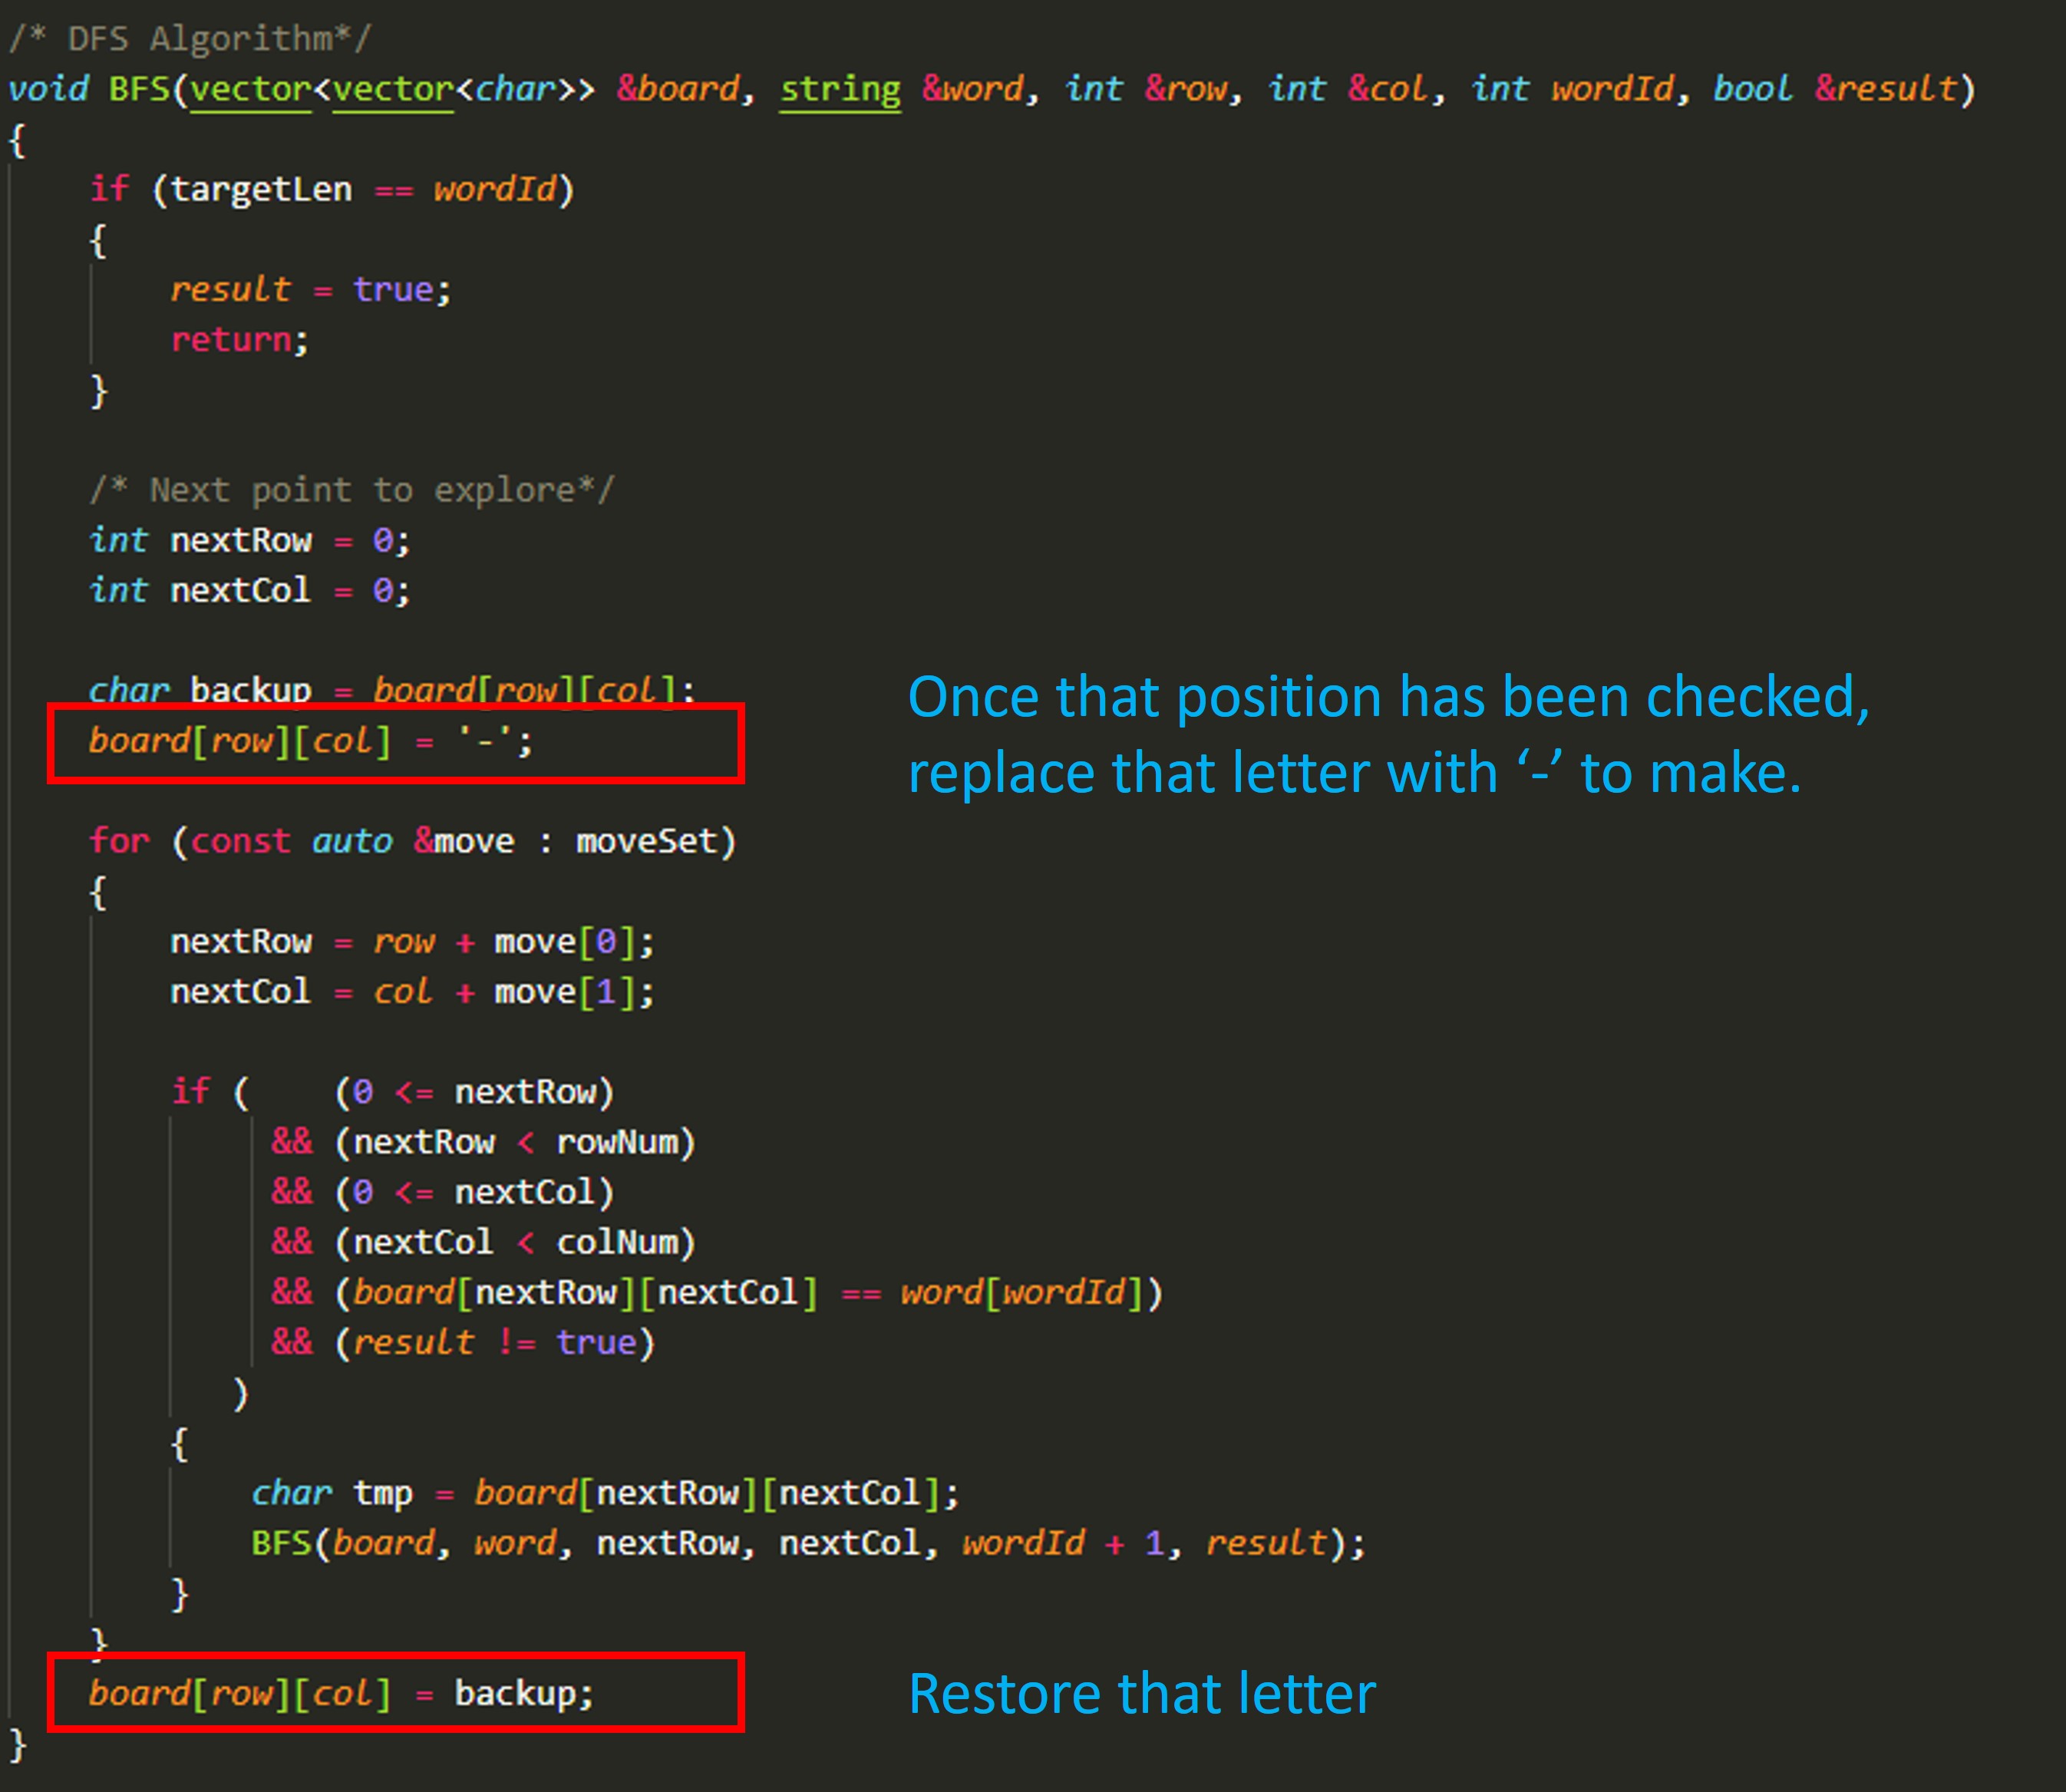 /* DFS Algorithm*/
void BFS(vector<vector<char>> &board, string &word, int &row, int &col, int wordId, bool &result)
{
if (targetLen == wordId)
{
result = true;
return;
}
/* Next point to explore*/
int nextRow = 0;
int nextCol = 0;
char backup = board[row][col];
board[row][col] = '-';
Once that position has been checked,
replace that letter with ‘-’ to make.
for (const auto &move : moveSet)
{
nextRow = row + move[0];
nextCol = col + move[1];
if ( (0 <= nextRow)
&& (nextRow < rowNum)
&& (0 <= nextCol)
&& (nextCol < colNum)
&& (board[nextRow][nextCol] == word[wordId])
&& (result != true)
)
{
char tmp = board[nextRow][nextCol];
BFS(board, word, nextRow, nextCol, wordId + 1, result);
}
}
board[row][col] = backup;
Restore that letter
}